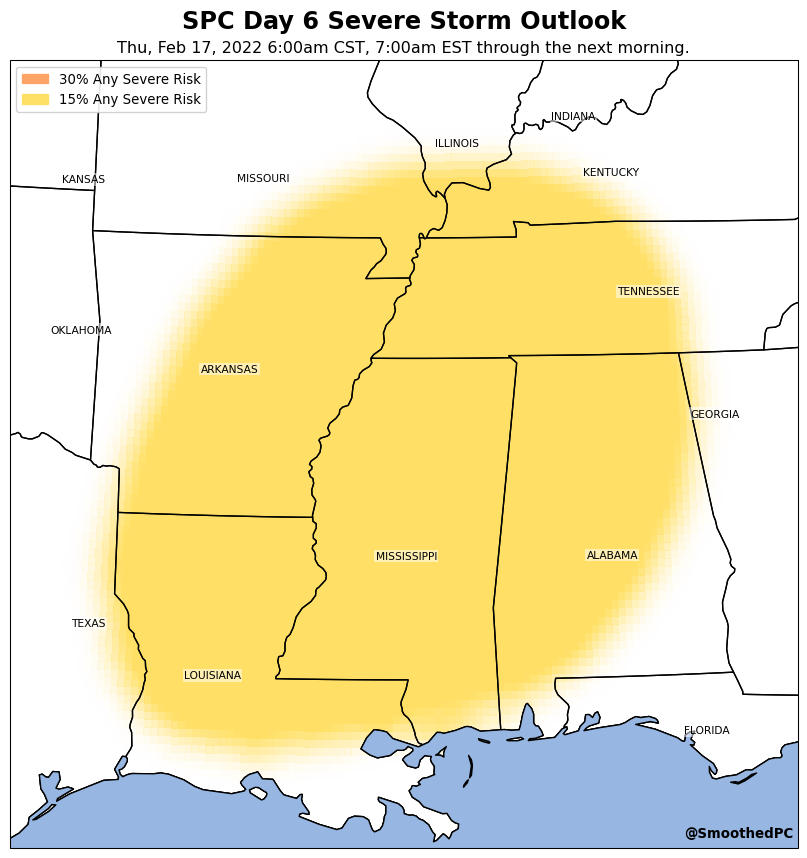 SPC Day 6 Severe Storm Outlook
Thu, Feb 17, 2022 6:00am CST, 7:00am EST through the next morning.
30% Any Severe Risk
15% Any Severe Risk
INDIANA
ILLINOIS
KENTUCKY
KANSAS
MISSOURI
TENNESSEE
OKLAHOMA
ARKANSAS
GEORGIA
MISSISSIPPI
ALABAMA
TEXAS
LOUISIANA
FLORIDA
@SmoothedPC